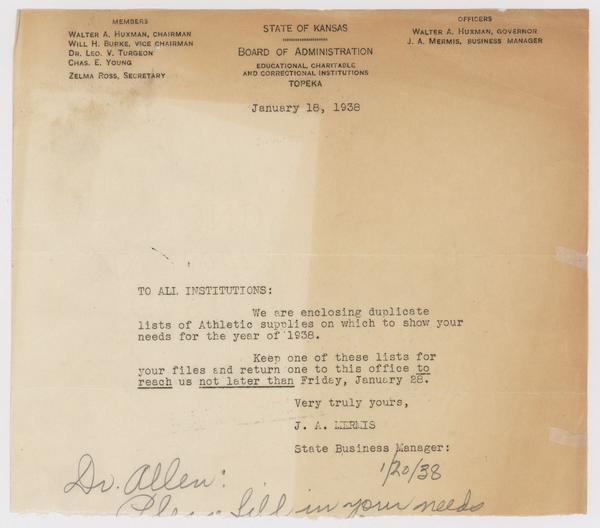 MEMBERS
WALTER A. HUXMAN, CHAIRMAN
WILL H. BURKE, VICE CHAIRMAN
DR. LEO. V. TURGEON
CHAS. E. YOUNG
ZELMA ROSS, SECRETARY
STATE OF KANSAS
BOARD OF ADMINISTRATION
EDUCATIONAL, CHARITABLE
AND CORRECTIONAL INSTITUTIONS
TOPEKA
OFFICERS
WALTER A. HUXMAN, GOVERNOR
J. A. MERMIS, BUSINESS MANAGER
January 18, 1938
TO ALL INSTITUTIONS:
We are enclosing duplicate
lists of Athletic supplies on which to show your
needs for the year of 1938.
Keep one of these lists for
your files and return one to this office to
reach us not later than Friday, January 28.
Very truly yours,
J. A. MERMIS
State Business Manager:
1/20/38
Dr. Allen:
Please fill in your needs